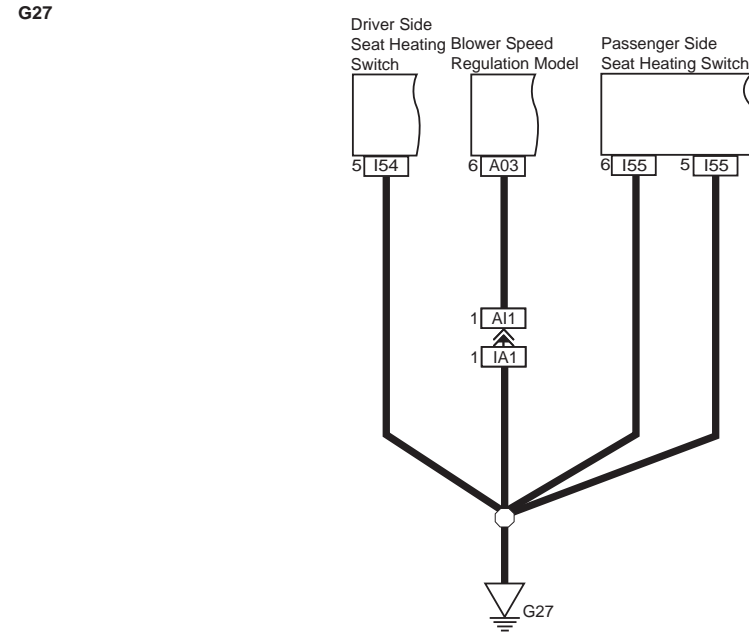 G27
Driver Side
Seat Heating
Switch
Blower Speed
Regulation Model
Passenger Side
Seat Heating Switch
5 I54
6 A03
6 I55
5 I55
1 AI1
1 IA1
G27